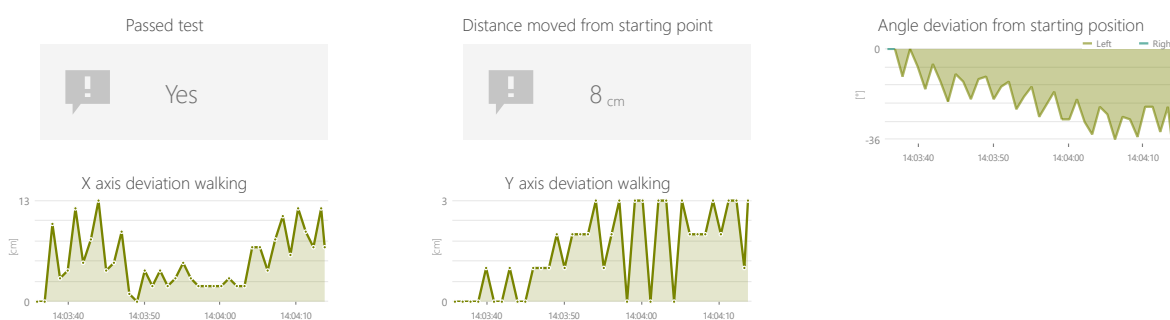 Passed test
Yes
Distance moved from starting point
8 cm
Angle deviation from starting position
Left
Righ
0
[°]
-36
14:03:40 14:03:50 14:04:00 14:04:10
X axis deviation walking
13
[cm]
0
14:03:40 14:03:50 14:04:00 14:04:10
Y axis deviation walking
3
[cm]
0
14:03:40 14:03:50 14:04:00 14:04:10